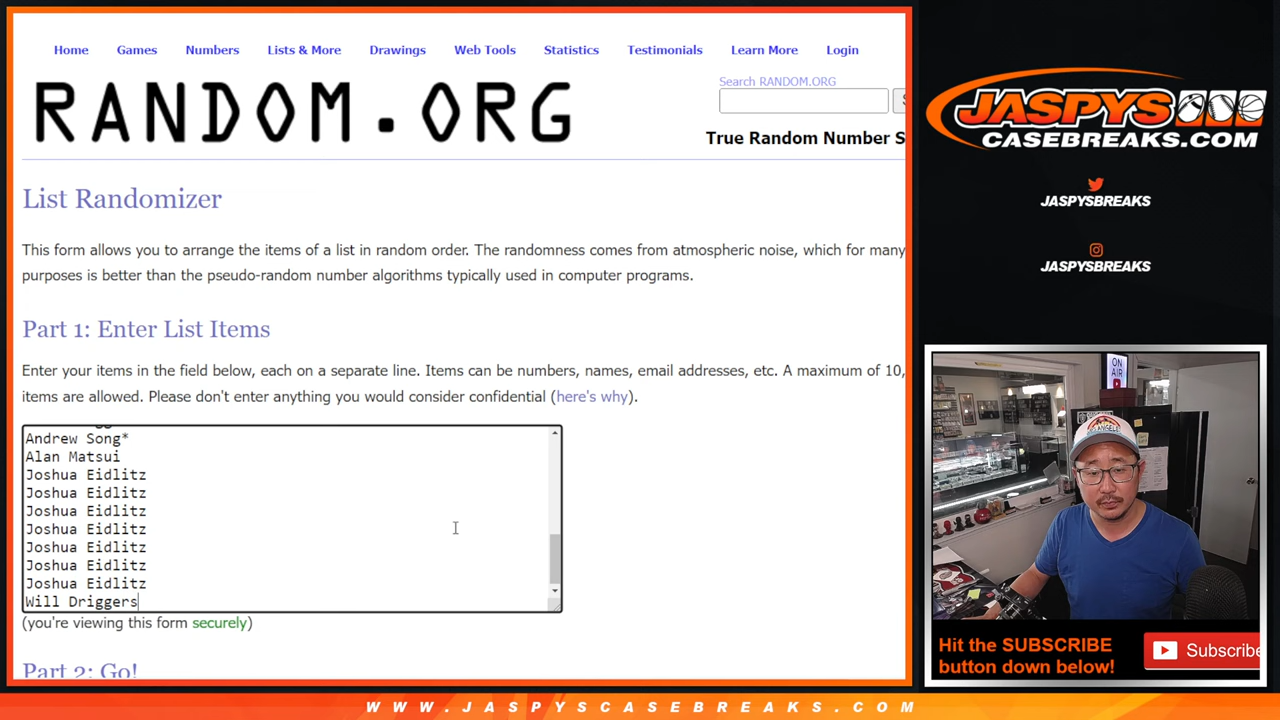 Home Games Numbers Lists & More Drawings Web Tools Statistics Testimonials Learn More Login
RANDOM.ORG
Search RANDOM.ORG
True Random Number S
List Randomizer
This form allows you to arrange the items of a list in random order. The randomness comes from atmospheric noise, which for many
purposes is better than the pseudo-random number algorithms typically used in computer programs.
Part 1: Enter List Items
Enter your items in the field below, each on a separate line. Items can be numbers, names, email addresses, etc. A maximum of 10,
items are allowed. Please don't enter anything you would consider confidential (here's why).
Andrew Song*
Alan Matsui
Joshua Eidlitz
Joshua Eidlitz
Joshua Eidlitz
Joshua Eidlitz
Joshua Eidlitz
Joshua Eidlitz
Joshua Eidlitz
Will Driggers
(you're viewing this form securely)
Part 2: Go!
JASPYS
CASEBREAKS.COM
JASPYSBREAKS
JASPYSBREAKS
ON
AIR
ANGELS
Hit the SUBSCRIBE
button down below!
Subscribe
WWW.JASPYSCASEBREAKS.COM